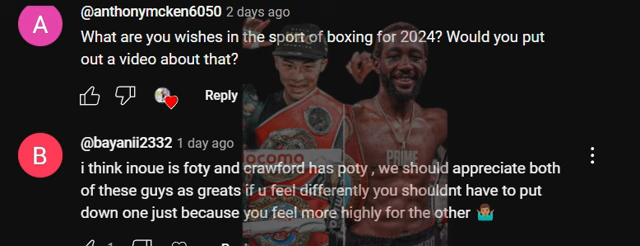 @anthonymcken6050 2 days ago
What are you wishes in the sport of boxing for 2024? Would you put
out a video about that?
Reply
@bayanii2332 1 day ago
i think inoue is foty and crawford has poty , we should appreciate both
of these guys as greats if u feel differently you shouldnt have to put
down one just because you feel more highly for the other 🤷🏽‍♂️
A
B
ocomo
PRIME